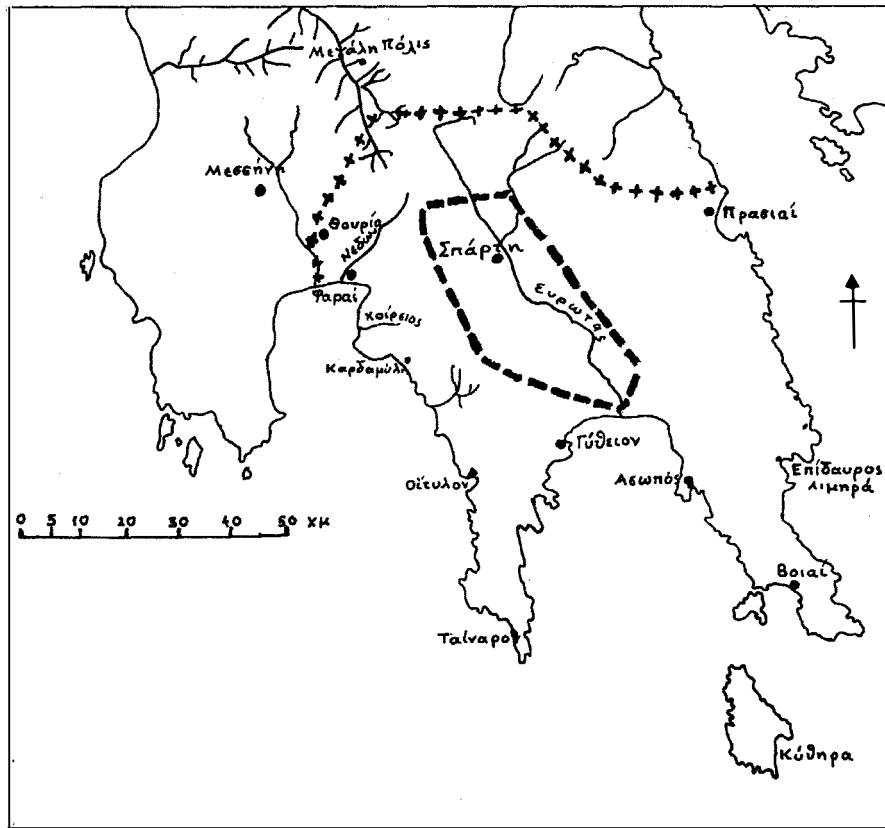 Μεγάλη Πόλις
Μεσσήνη
Θουρία
Νέδων
Πρασιαί
Σπάρτη
Ευρώτας
Φαραί
Χοίρειος
Καρδαμύλη
Γύθειον
Οίτυλον
Ασωπός
Επίδαυρος
Λιμηρά
0 5 10 20 30 40 50 ΧΜ
Βοιαί
Ταίναρον
Κύθηρα